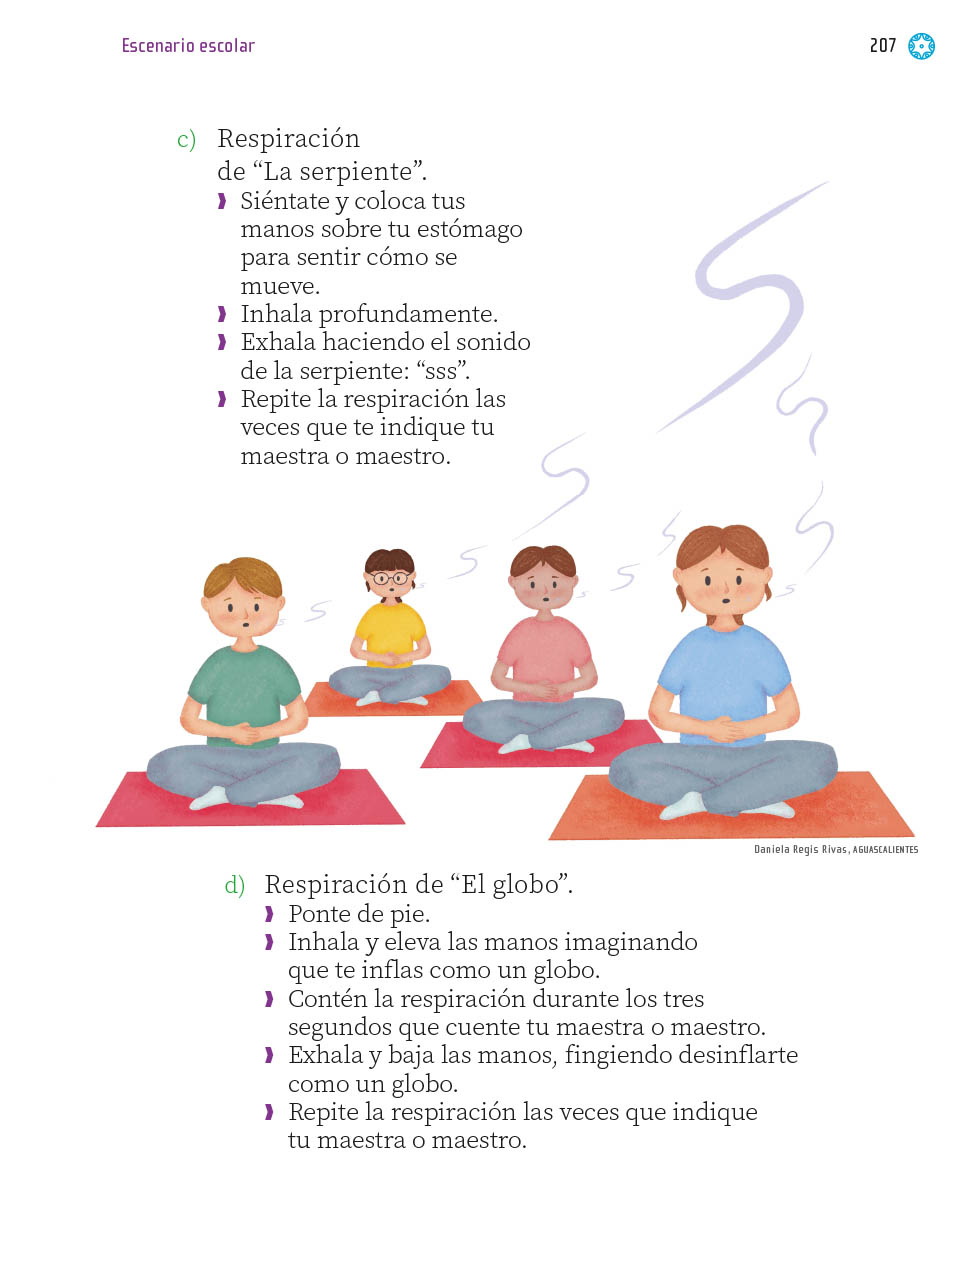 Escenario escolar
207
c) Respiración
de “La serpiente”.
❱ Siéntate y coloca tus
manos sobre tu estómago
para sentir cómo se
mueve.
❱ Inhala profundamente.
❱ Exhala haciendo el sonido
de la serpiente: “sss”.
❱ Repite la respiración las
veces que te indique tu
maestra o maestro.
Daniela Regis Rivas, AGUASCALIENTES
d) Respiración de “El globo”.
❱ Ponte de pie.
❱ Inhala y eleva las manos imaginando
que te inflas como un globo.
❱ Contén la respiración durante los tres
segundos que cuente tu maestra o maestro.
❱ Exhala y baja las manos, fingiendo desinflarte
como un globo.
❱ Repite la respiración las veces que indique
tu maestra o maestro.